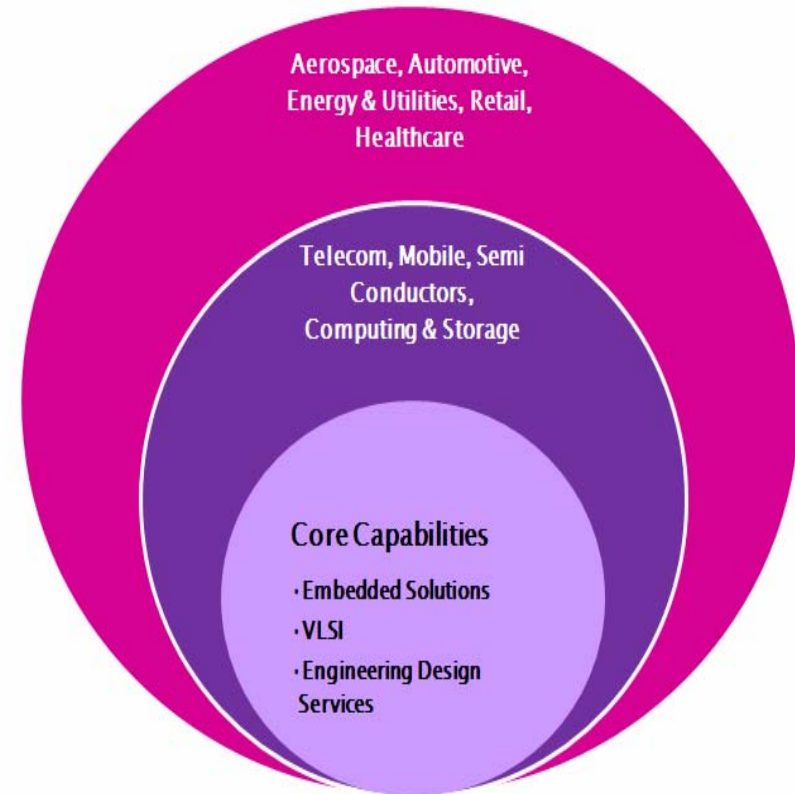 Aerospace, Automotive,
Energy & Utilities, Retail,
Healthcare
Telecom, Mobile, Semi
Conductors,
Computing & Storage
Core Capabilities
• Embedded Solutions
• VLSI
• Engineering Design
Services